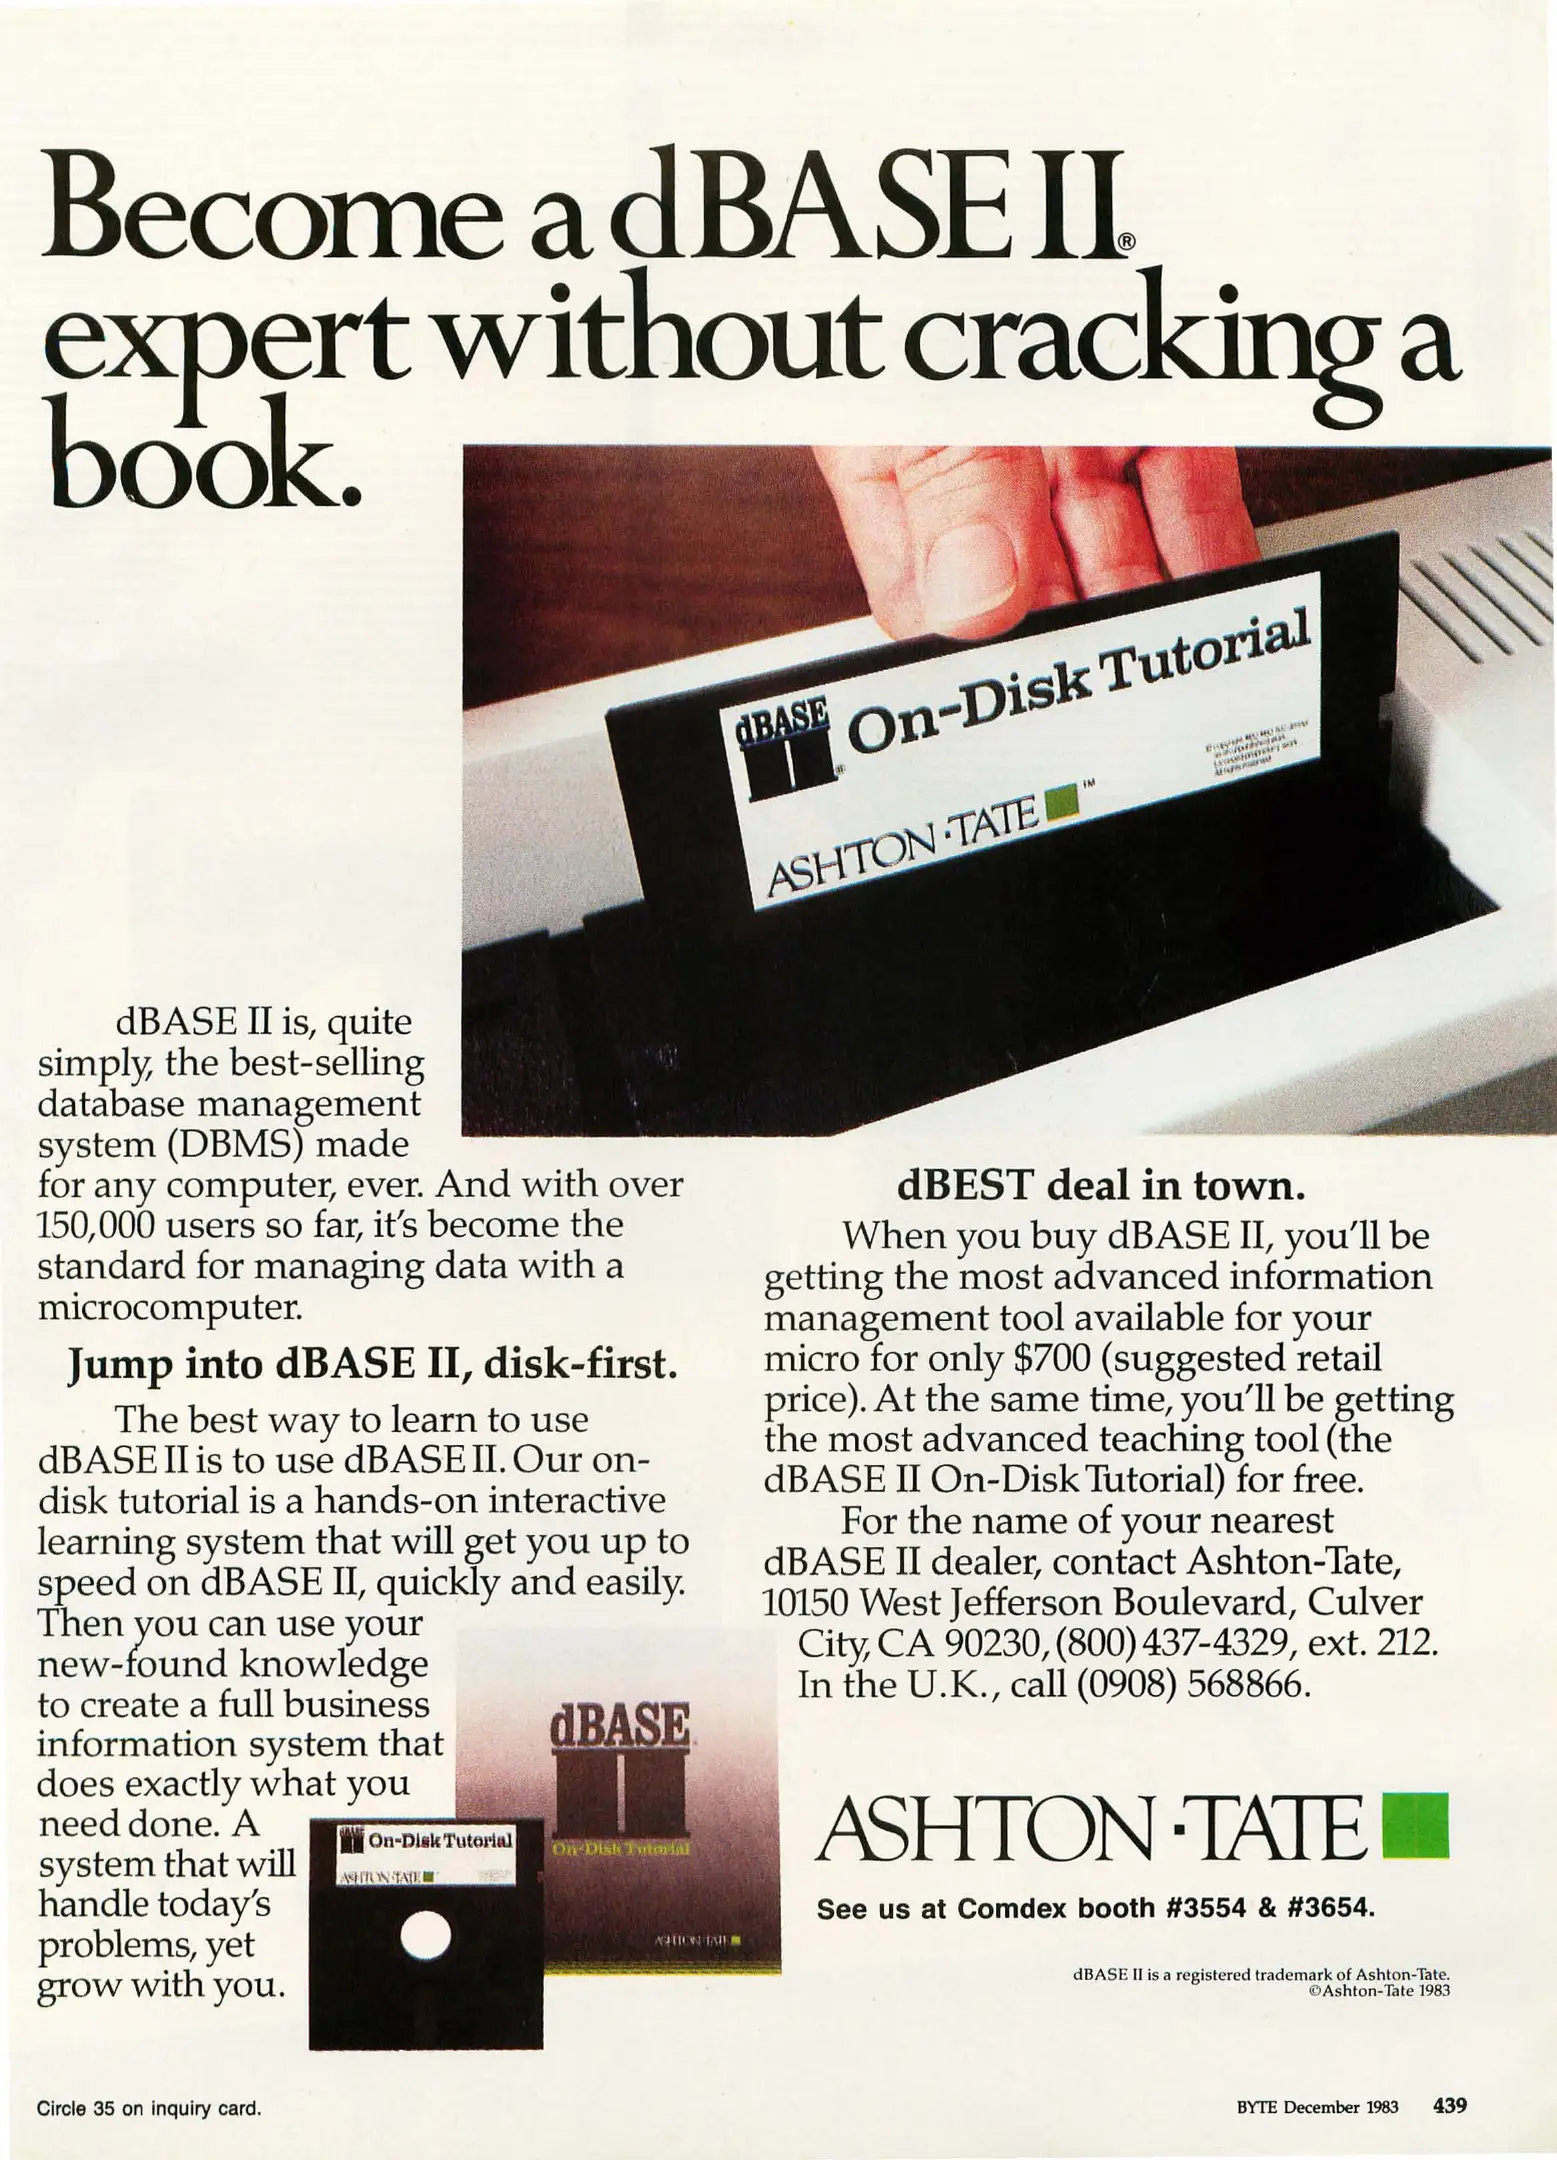 Become a dBASE II®
expert without cracking a
book.
dBASE
II®
On-Disk Tutorial
ASHTON·TATE ™
dBASE II is, quite
simply, the best-selling
database management
system (DBMS) made
for any computer, ever. And with over
150,000 users so far, it's become the
standard for managing data with a
microcomputer.
Jump into dBASE II, disk-first.
The best way to learn to use
dBASE II is to use dBASE II. Our on-
disk tutorial is a hands-on interactive
learning system that will get you up to
speed on dBASE II, quickly and easily.
Then you can use your
new-found knowledge
to create a full business
information system that
does exactly what you
need done. A
system that will
handle today's
problems, yet
grow with you.
dBASE
II
On-Disk Tutorial
ASHTON·TATE
dBASE
II
On-Disk Tutorial
ASHTON·TATE
dBEST deal in town.
When you buy dBASE II, you'll be
getting the most advanced information
management tool available for your
micro for only $700 (suggested retail
price). At the same time, you'll be getting
the most advanced teaching tool (the
dBASE II On-Disk Tutorial) for free.
For the name of your nearest
dBASE II dealer, contact Ashton-Tate,
10150 West Jefferson Boulevard, Culver
City, CA 90230, (800) 437-4329, ext. 212.
In the U.K., call (0908) 568866.
ASHTON·TATE
See us at Comdex booth #3554 & #3654.
dBASE II is a registered trademark of Ashton-Tate.
©Ashton-Tate 1983
Circle 35 on inquiry card.
BYTE December 1983 439